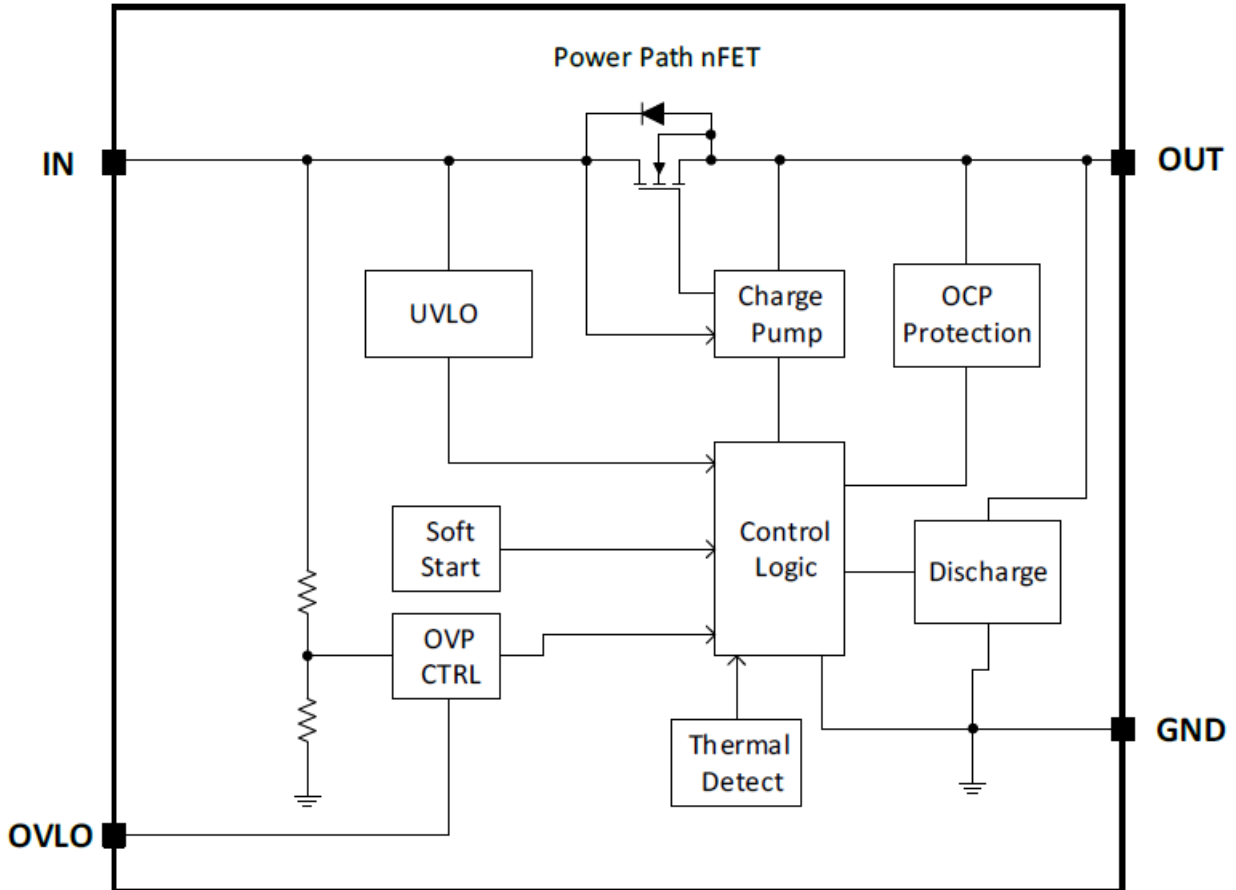 Power Path nFET
IN
OUT
UVLO
Charge
Pump
OCP
Protection
Soft
Start
Control
Logic
Discharge
OVP
CTRL
Thermal
Detect
GND
OVLO